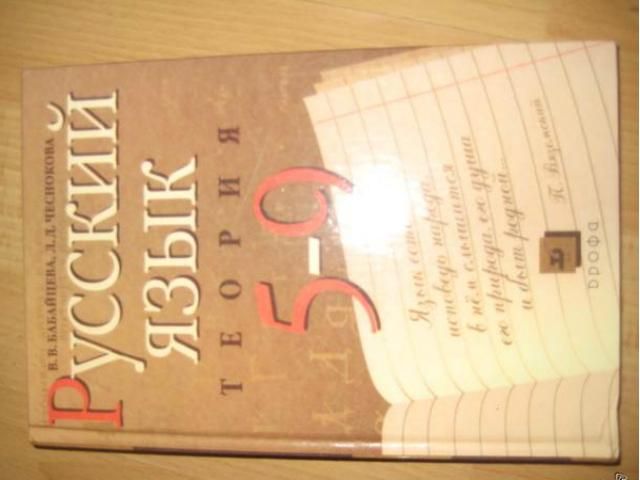 В. В. БАБАЙЦЕВА, Л. Д. ЧЕСНОКОВА
РУССКИЙ
ЯЗЫК
ТЕОРИЯ
5-9
Язык есть
исповедь народа,
в нём слышится
его природа, его душа
и быт родной...
П. Вяземский
ДРОФА